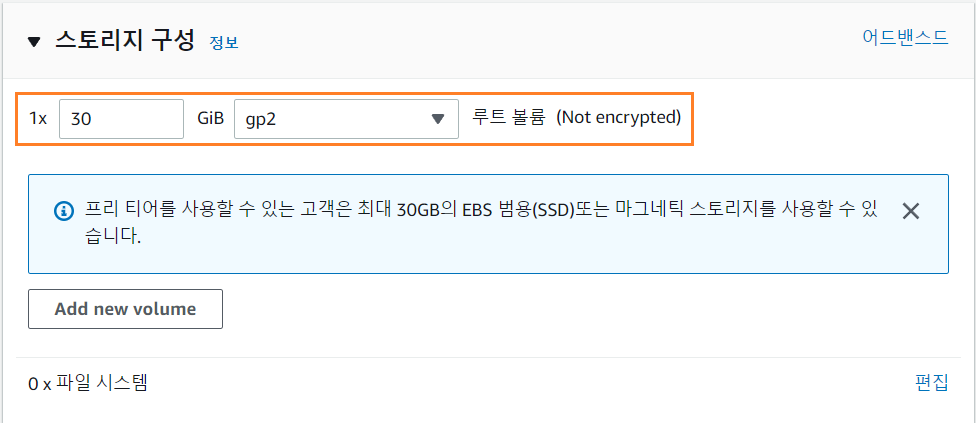 스토리지 구성 정보 어드밴스드
1x 30 GiB gp2 루트 볼륨 (Not encrypted)
프리 티어를 사용할 수 있는 고객은 최대 30GB의 EBS 범용(SSD)또는 마그네틱 스토리지를 사용할 수 있
습니다.
Add new volume
0 x 파일 시스템 편집